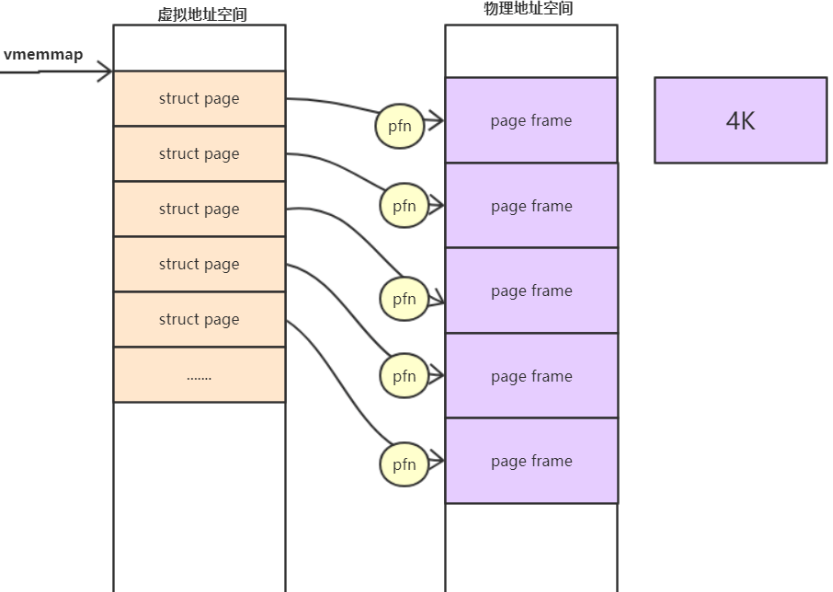 虚拟地址空间
物理地址空间
vmemmap
struct page
pfn
page frame
4K
struct page
pfn
page frame
struct page
pfn
page frame
struct page
pfn
page frame
struct page
pfn
page frame
.......